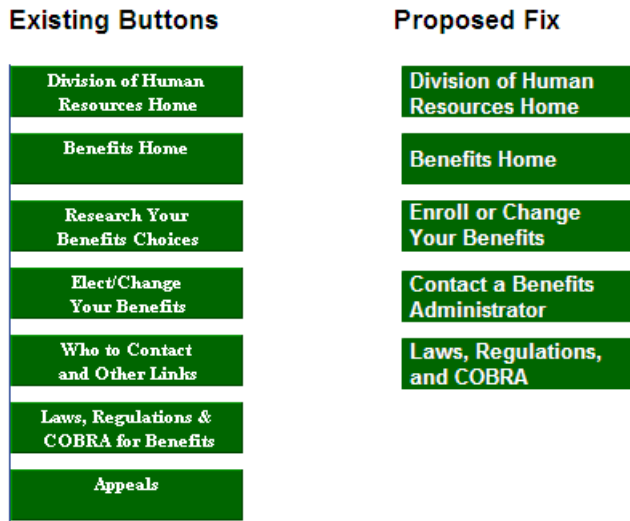 Existing Buttons
Division of Human
Resources Home
Benefits Home
Research Your
Benefits Choices
Elect/Change
Your Benefits
Who to Contact
and Other Links
Laws, Regulations &
COBRA for Benefits
Appeals
Proposed Fix
Division of Human
Resources Home
Benefits Home
Enroll or Change
Your Benefits
Contact a Benefits
Administrator
Laws, Regulations,
and COBRA